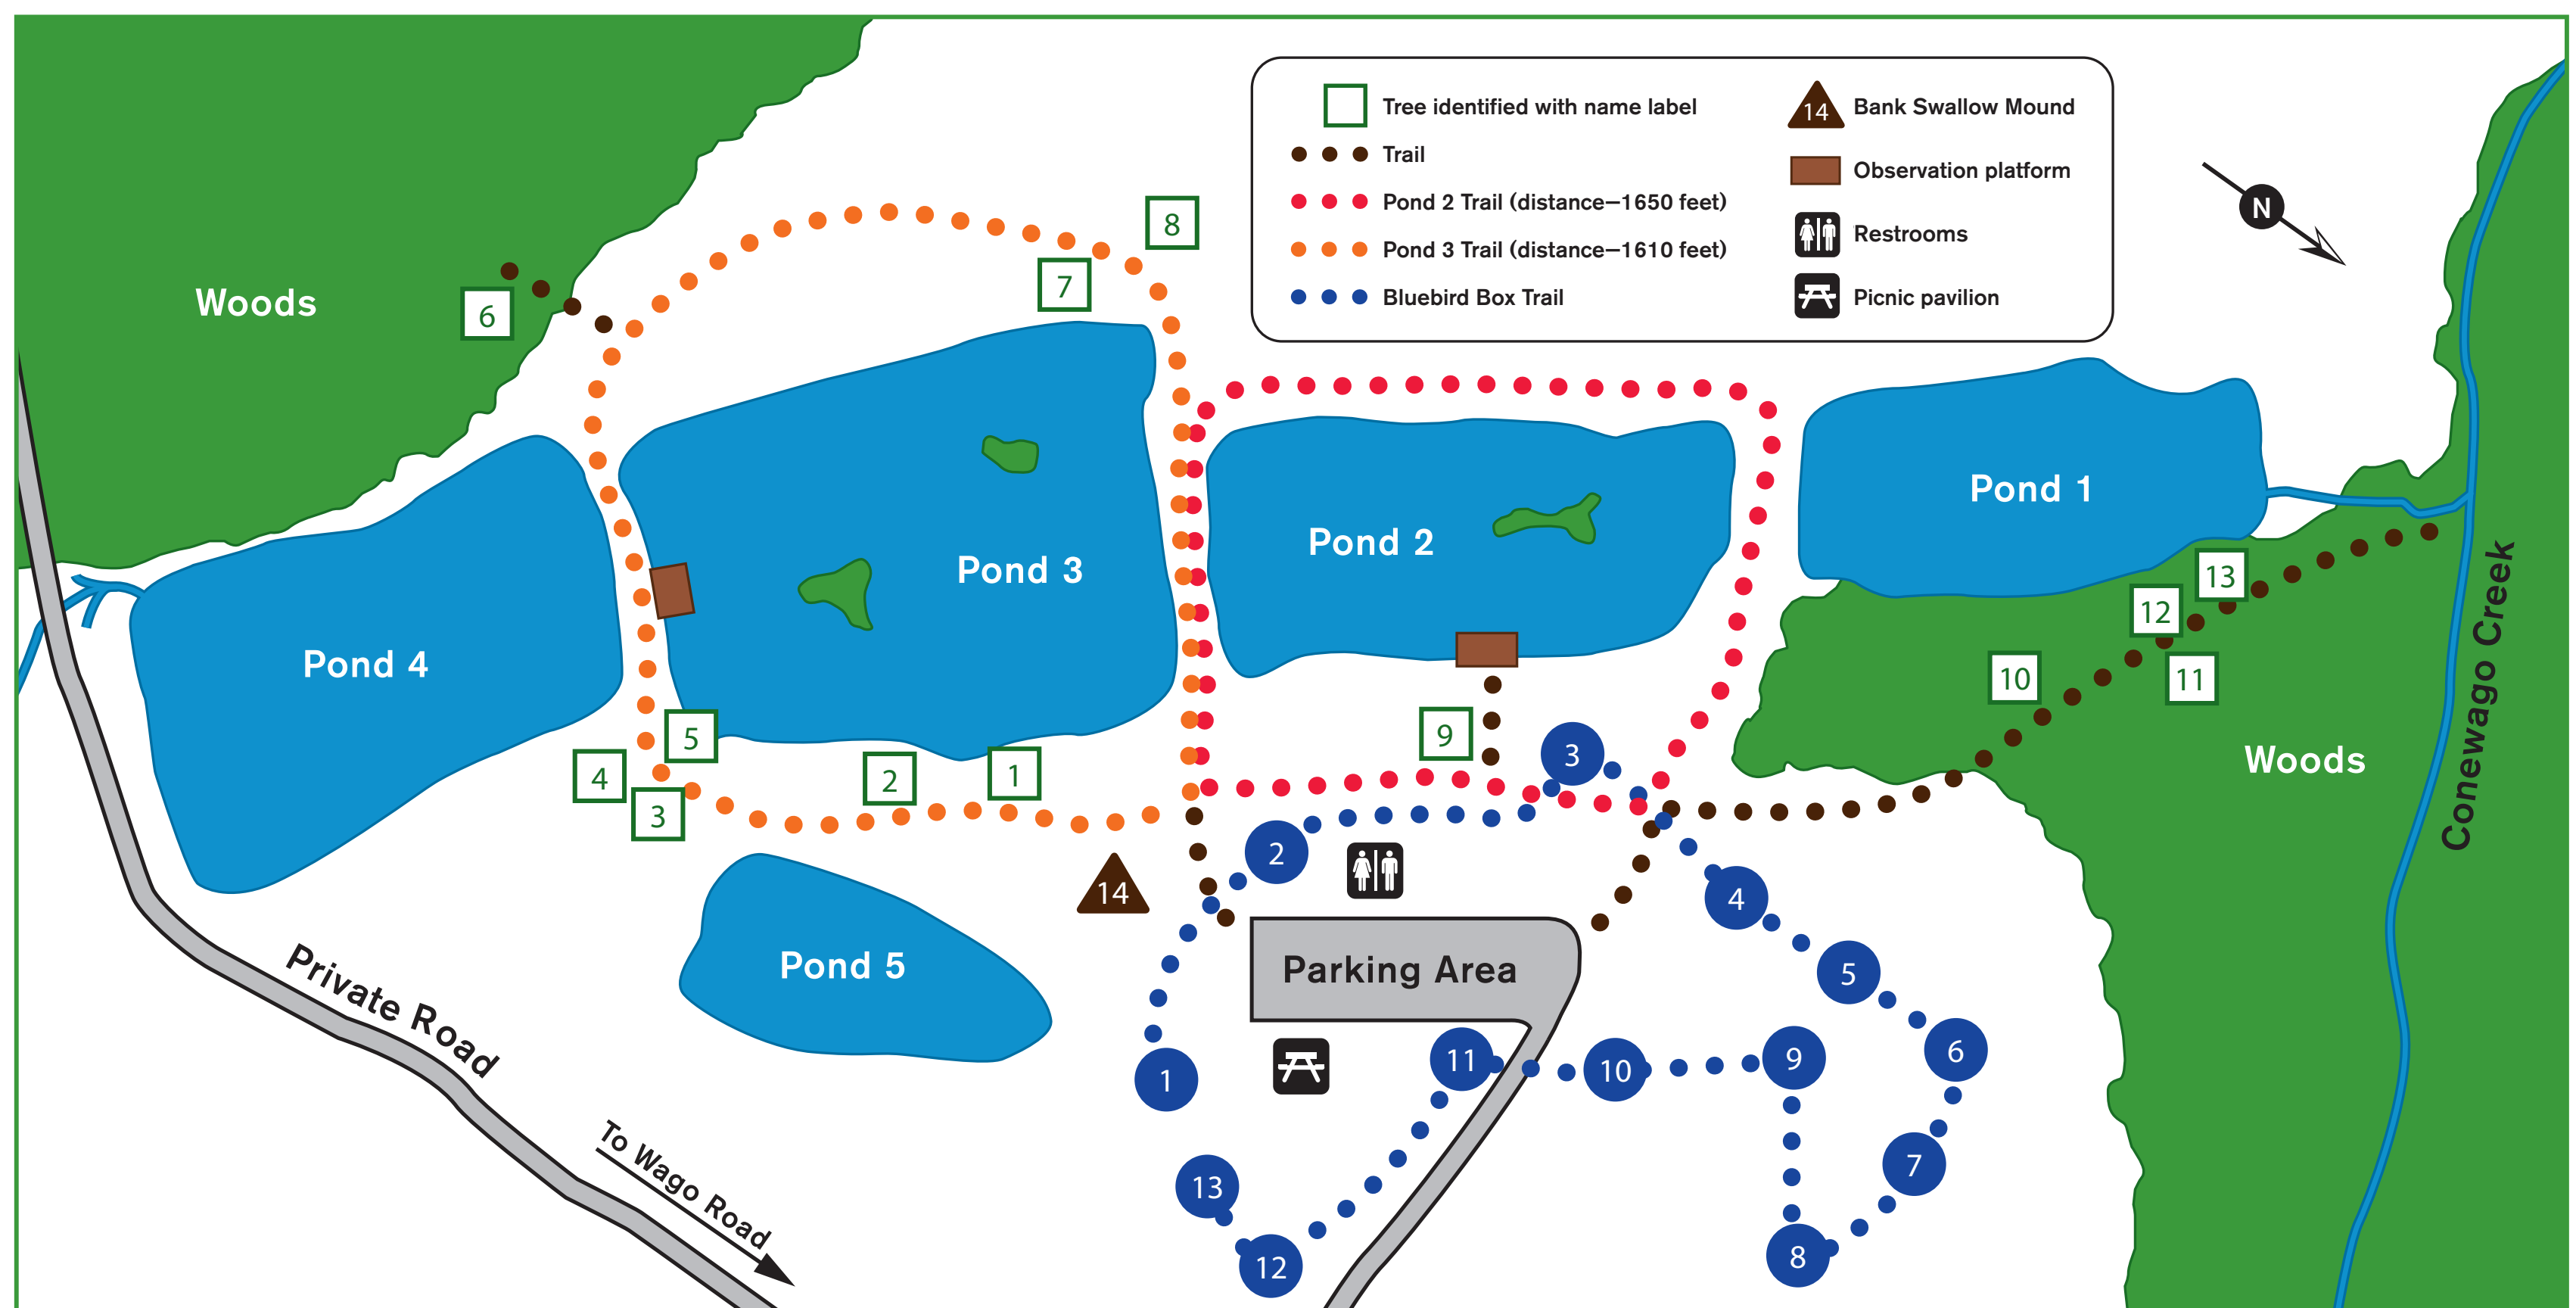 Tree identified with name label
Trail
Pond 2 Trail (distance–1650 feet)
Pond 3 Trail (distance–1610 feet)
Bluebird Box Trail
14 Bank Swallow Mound
Observation platform
Restrooms
Picnic pavilion
N
8
7
Woods
6
Pond 1
Pond 2
Pond 3
Pond 4
13
12
10
11
Conewago Creek
Woods
5
4
3
2
1
9
3
2
14
4
Parking Area
Pond 5
5
Private Road
6
9
11
10
1
To Wago Road
7
13
8
12